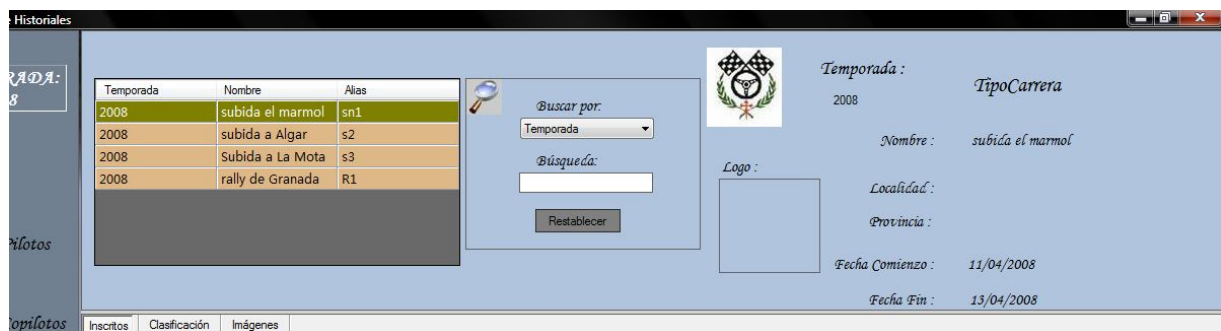 e Historiales
RADA:
8
Pilotos
Copilotos
Temporada Nombre Alias
2008 subida el marmol sn1
2008 subida a Algar s2
2008 Subida a La Mota s3
2008 rally de Granada R1
Buscar por:
Temporada
Búsqueda:
Restablecer
Logo :
Temporada :
2008
TipoCarrera
Nombre : subida el marmol
Localidad :
Provincia :
Fecha Comienzo : 11/04/2008
Fecha Fin : 13/04/2008
Inscritos Clasificación Imágenes